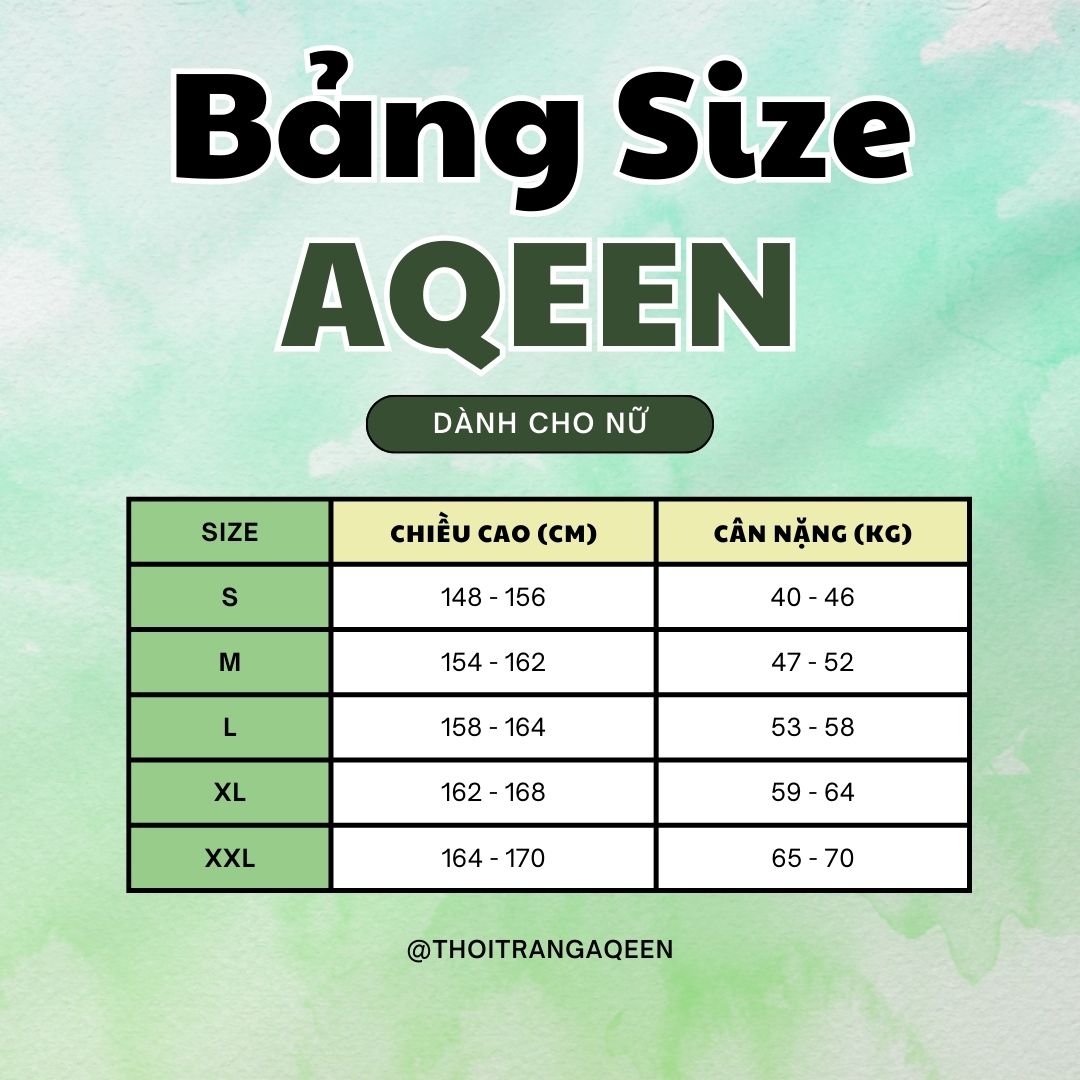 Bảng Size
AQEEN
DÀNH CHO NỮ
SIZE CHIỀU CAO (CM) CÂN NẶNG (KG)
S 148 - 156 40 - 46
M 154 - 162 47 - 52
L 158 - 164 53 - 58
XL 162 - 168 59 - 64
XXL 164 - 170 65 - 70
@THOITRANGAQEEN